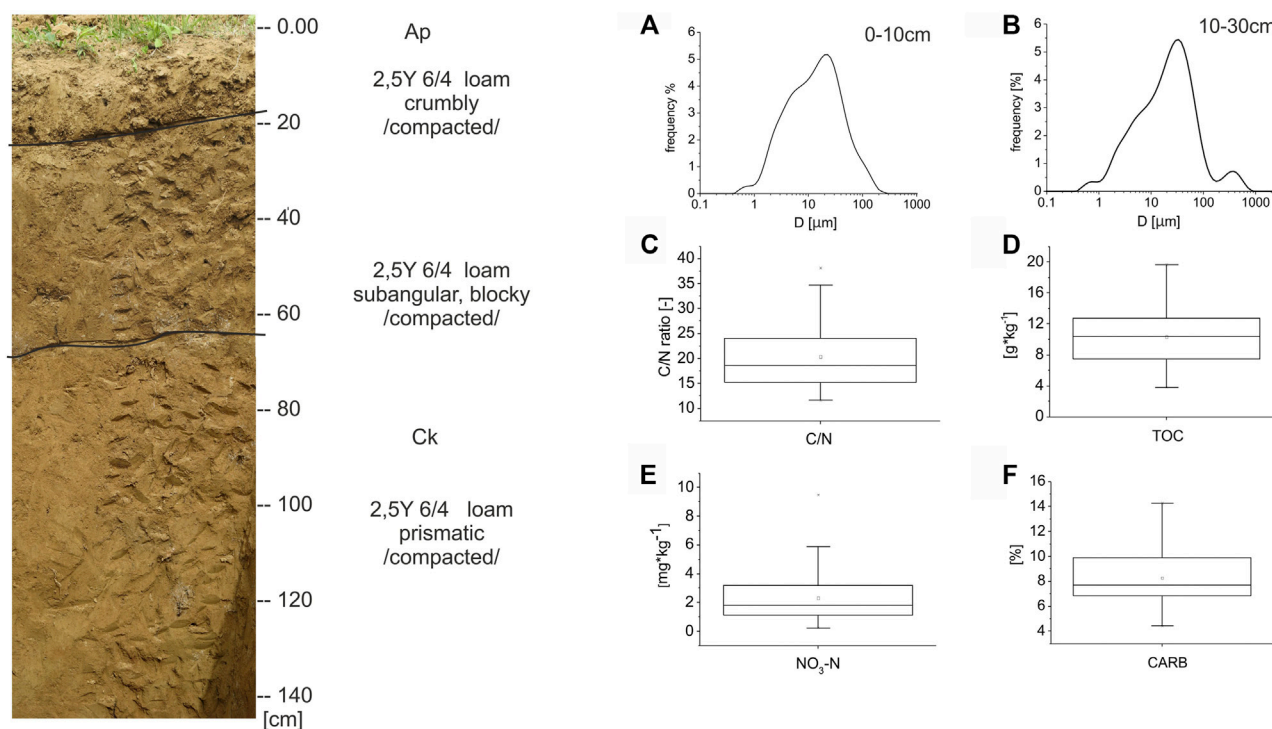 0.00
20
40
60
80
100
120
140
[cm]
Ap
2,5Y 6/4 loam
crumbly
/compacted/
2,5Y 6/4 loam
subangular, blocky
/compacted/
Ck
2,5Y 6/4 loam
prismatic
/compacted/
A
0-10cm
frequency %
6
5
4
3
2
1
0
0.1
1
10
100
1000
D [µm]
B
10-30cm
frequency [%]
6
5
4
3
2
1
0
0.1
1
10
100
1000
D [µm]
C
C/N ratio [-]
40
35
30
25
20
15
10
C/N
D
[g*kg⁻¹]
20
16
12
8
4
0
TOC
E
[mg*kg⁻¹]
10
8
6
4
2
0
NO₃-N
F
[%]
16
14
12
10
8
6
4
CARB